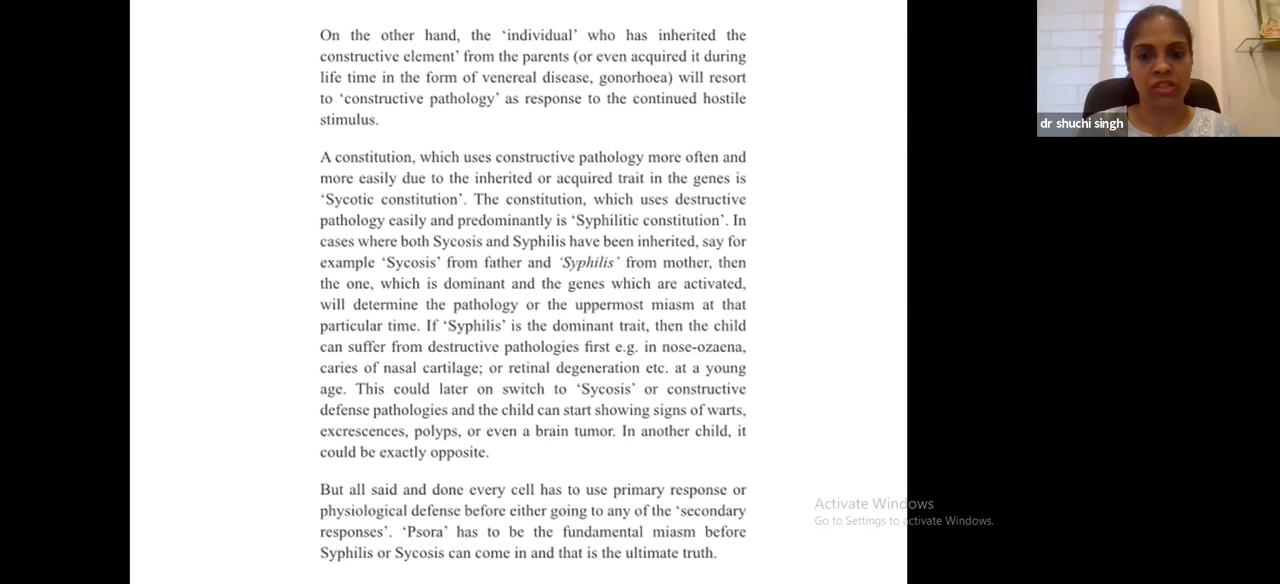 On the other hand, the ‘individual’ who has inherited the
constructive element’ from the parents (or even acquired it during
life time in the form of venereal disease, gonorhoea) will resort
to ‘constructive pathology’ as response to the continued hostile
stimulus.
A constitution, which uses constructive pathology more often and
more easily due to the inherited or acquired trait in the genes is
‘Sycotic constitution’. The constitution, which uses destructive
pathology easily and predominantly is ‘Syphilitic constitution’. In
cases where both Sycosis and Syphilis have been inherited, say for
example ‘Sycosis’ from father and ‘Syphilis’ from mother, then
the one, which is dominant and the genes which are activated,
will determine the pathology or the uppermost miasm at that
particular time. If ‘Syphilis’ is the dominant trait, then the child
can suffer from destructive pathologies first e.g. in nose-ozaena,
caries of nasal cartilage; or retinal degeneration etc. at a young
age. This could later on switch to ‘Sycosis’ or constructive
defense pathologies and the child can start showing signs of warts,
excrescences, polyps, or even a brain tumor. In another child, it
could be exactly opposite.
But all said and done every cell has to use primary response or
physiological defense before either going to any of the ‘secondary
responses’. ‘Psora’ has to be the fundamental miasm before
Syphilis or Sycosis can come in and that is the ultimate truth.
dr shuchi singh
Activate Windows
Go to Settings to activate Windows.